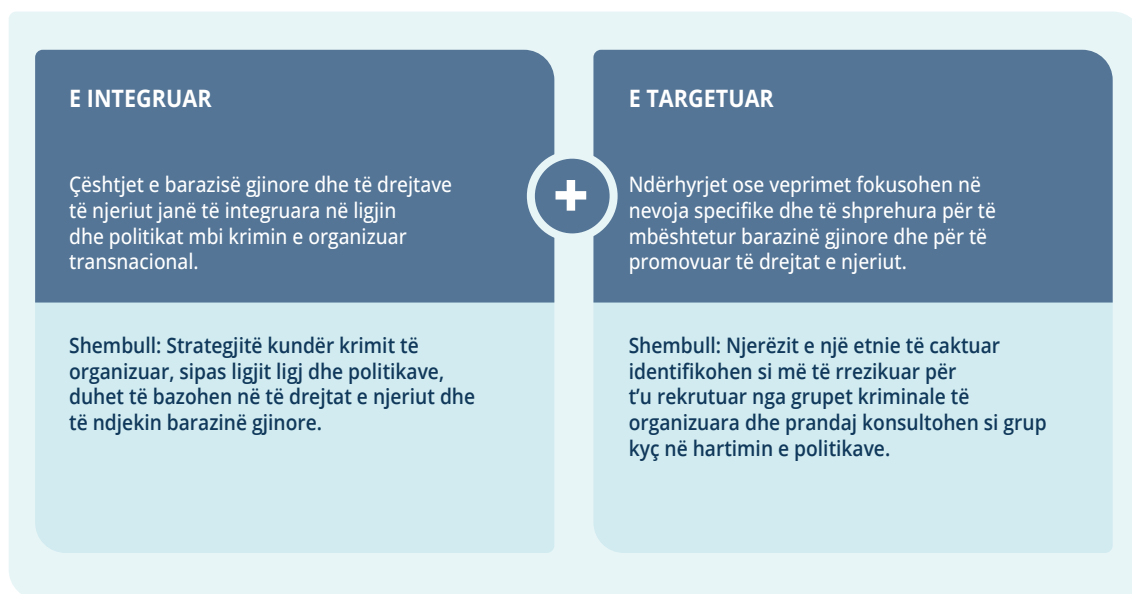 E INTEGRUAR
Çështjet e barazisë gjinore dhe të drejtave
të njeriut janë të integruara në ligjin
dhe politikat mbi krimin e organizuar
transnacional.
Shembull: Strategjitë kundër krimit të
organizuar, sipas ligjit ligj dhe politikave,
duhet të bazohen në të drejtat e njeriut dhe
të ndjekin barazinë gjinore.
E TARGETUAR
Ndërhyrjet ose veprimet fokusohen në
nevoja specifike dhe të shprehura për të
mbështetur barazinë gjinore dhe për të
promovuar të drejtat e njeriut.
Shembull: Njerëzit e një etnie të caktuar
identifikohen si më të rrezikuar për
t’u rekrutuar nga grupet kriminale të
organizuara dhe prandaj konsultohen si grup
kyç në hartimin e politikave.